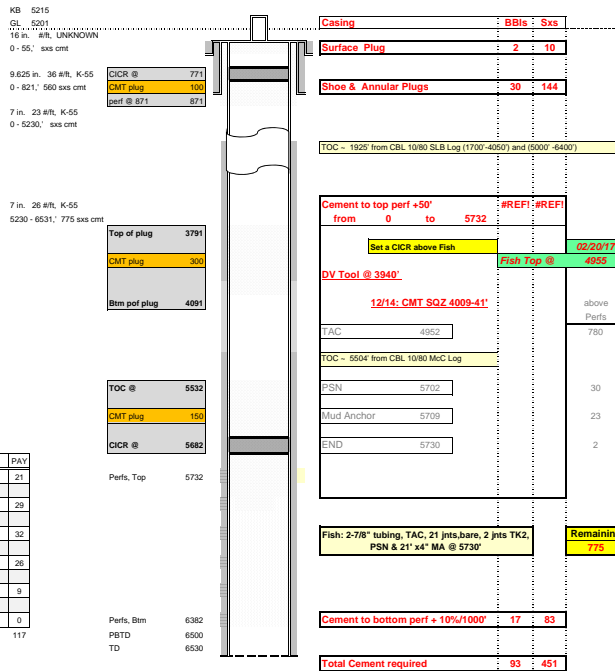 KB 5215
GL 5201
16 in. #/ft, UNKNOWN
0 - 55,' sxs cmt
9.625 in. 36 #/ft, K-55
0 - 821,' 560 sxs cmt
7 in. 23 #/ft, K-55
0 - 5230,' sxs cmt
7 in. 26 #/ft, K-55
5230 - 6531,' 775 sxs cmt
CICR @ 771
CMT plug 100
perf @ 871 871
Top of plug 3791
CMT plug 300
Btm pof plug 4091
TOC @ 5532
CMT plug 150
CICR @ 5682
Perfs, Top 5732
Perfs, Btm 6382
PBTD 6500
TD 6530
PAY
21
29
32
26
9
0
117
Casing BBls Sxs
Surface Plug 2 10
Shoe & Annular Plugs 30 144
TOC ~ 1925' from CBL 10/80 SLB Log (1700'-4050') and (5000' -6400')
Cement to top perf +50' #REF! #REF!
from 0 to 5732
Set a CICR above Fish 02/20/17
Fish Top @ 4955
DV Tool @ 3940'
12/14: CMT SQZ 4009-41' above
Perfs
TAC 4952 780
TOC ~ 5504' from CBL 10/80 McC Log
PSN 5702 30
Mud Anchor 5709 23
END 5730 2
Fish: 2-7/8" tubing, TAC, 21 jnts,bare, 2 jnts TK2, Remainin
PSN & 21' x4" MA @ 5730' 775
Cement to bottom perf + 10%/1000' 17 83
Total Cement required 93 451